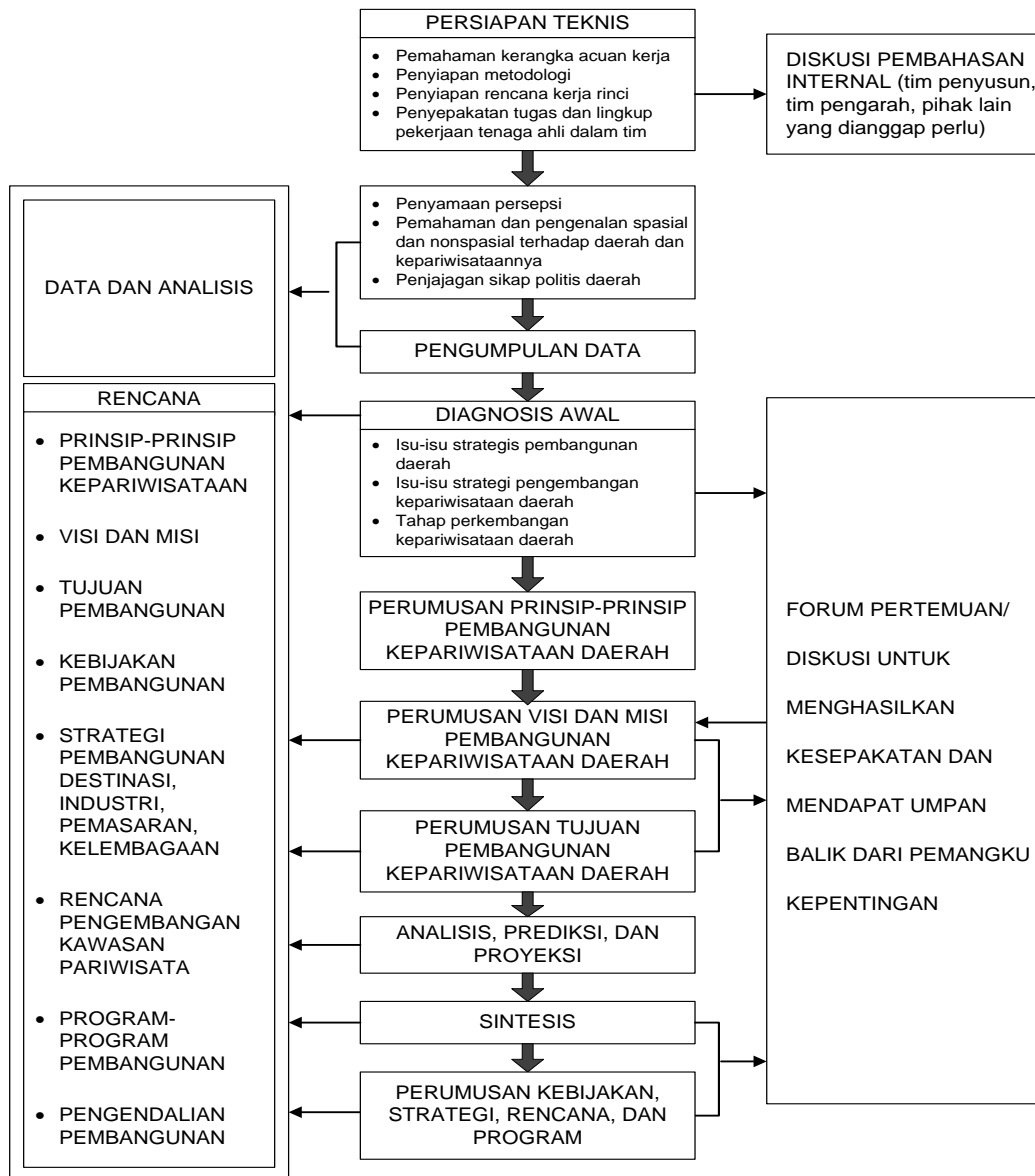 PERSIAPAN TEKNIS
• Pemahaman kerangka acuan kerja
• Penyiapan metodologi
• Penyiapan rencana kerja rinci
• Penyepakatan tugas dan lingkup
pekerjaan tenaga ahli dalam tim
DISKUSI PEMBAHASAN
INTERNAL (tim penyusun,
tim pengarah, pihak lain
yang dianggap perlu)
• Penyamaan persepsi
• Pemahaman dan pengenalan spasial
dan nonspasial terhadap daerah dan
kepariwisataannya
• Penjajagan sikap politis daerah
DATA DAN ANALISIS
PENGUMPULAN DATA
RENCANA
• PRINSIP-PRINSIP
PEMBANGUNAN
KEPARIWISATAAN
• VISI DAN MISI
• TUJUAN
PEMBANGUNAN
• KEBIJAKAN
PEMBANGUNAN
• STRATEGI
PEMBANGUNAN
DESTINASI,
INDUSTRI,
PEMASARAN,
KELEMBAGAAN
• RENCANA
PENGEMBANGAN
KAWASAN
PARIWISATA
• PROGRAM-
PROGRAM
PEMBANGUNAN
• PENGENDALIAN
PEMBANGUNAN
DIAGNOSIS AWAL
• Isu-isu strategis pembangunan
daerah
• Isu-isu strategi pengembangan
kepariwisataan daerah
• Tahap perkembangan
kepariwisataan daerah
PERUMUSAN PRINSIP-PRINSIP
PEMBANGUNAN
KEPARIWISATAAN DAERAH
PERUMUSAN VISI DAN MISI
PEMBANGUNAN
KEPARIWISATAAN DAERAH
PERUMUSAN TUJUAN
PEMBANGUNAN
KEPARIWISATAAN DAERAH
ANALISIS, PREDIKSI, DAN
PROYEKSI
SINTESIS
PERUMUSAN KEBIJAKAN,
STRATEGI, RENCANA, DAN
PROGRAM
FORUM PERTEMUAN/
DISKUSI UNTUK
MENGHASILKAN
KESEPAKATAN DAN
MENDAPAT UMPAN
BALIK DARI PEMANGKU
KEPENTINGAN